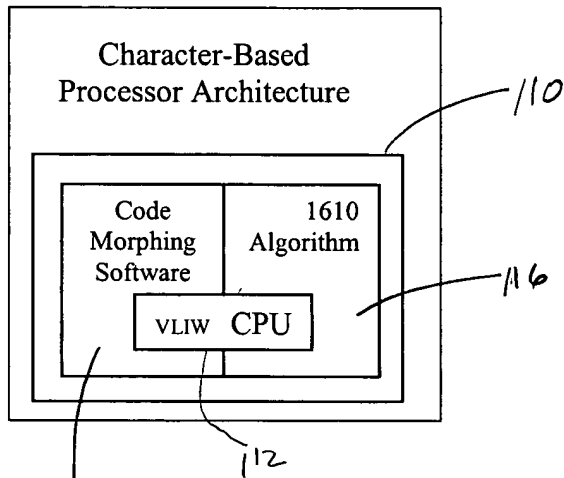 Character-Based
Processor Architecture
110
Code
Morphing
Software
1610
Algorithm
116
VLIW CPU
112